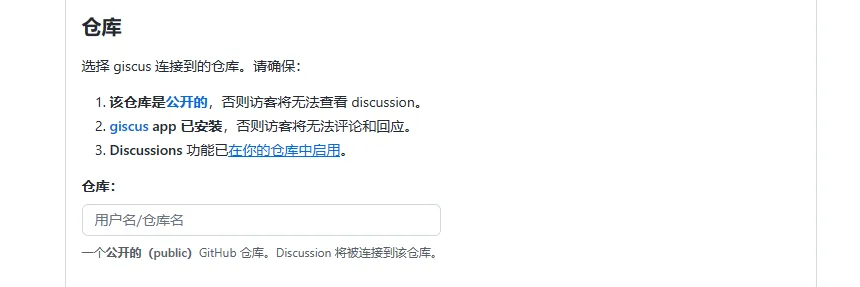 仓库
选择 giscus 连接到的仓库。请确保：
1. 该仓库是公开的，否则访客将无法查看 discussion。
2. giscus app 已安装，否则访客将无法评论和回应。
3. Discussions 功能已在你的仓库中启用。
仓库：
用户名/仓库名
一个公开的（public）GitHub 仓库。Discussion 将被连接到该仓库。